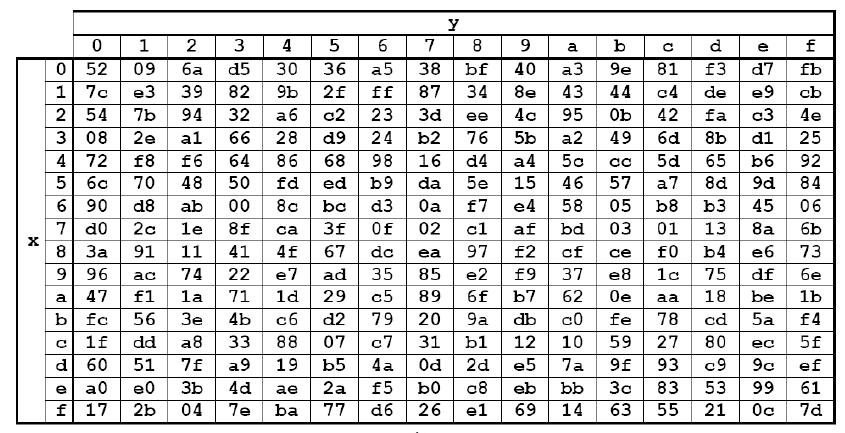 y
0 1 2 3 4 5 6 7 8 9 a b c d e f
0 52 09 6a d5 30 36 a5 38 bf 40 a3 9e 81 f3 d7 fb
1 7c e3 39 82 9b 2f ff 87 34 8e 43 44 c4 de e9 cb
2 54 7b 94 32 a6 c2 23 3d ee 4c 95 0b 42 fa c3 4e
3 08 2e a1 66 28 d9 24 b2 76 5b a2 49 6d 8b d1 25
4 72 f8 f6 64 86 68 98 16 d4 a4 5c cc 5d 65 b6 92
5 6c 70 48 50 fd ed b9 da 5e 15 46 57 a7 8d 9d 84
6 90 d8 ab 00 8c bc d3 0a f7 e4 58 05 b8 b3 45 06
7 d0 2c 1e 8f ca 3f 0f 02 c1 af bd 03 01 13 8a 6b
x 8 3a 91 11 41 4f 67 dc ea 97 f2 cf ce f0 b4 e6 73
9 96 ac 74 22 e7 ad 35 85 e2 f9 37 e8 1c 75 df 6e
a 47 f1 1a 71 1d 29 c5 89 6f b7 62 0e aa 18 be 1b
b fc 56 3e 4b c6 d2 79 20 9a db c0 fe 78 cd 5a f4
c 1f dd a8 33 88 07 c7 31 b1 12 10 59 27 80 ec 5f
d 60 51 7f a9 19 b5 4a 0d 2d e5 7a 9f 93 c9 9c ef
e a0 e0 3b 4d ae 2a f5 b0 c8 eb bb 3c 83 53 99 61
f 17 2b 04 7e ba 77 d6 26 e1 69 14 63 55 21 0c 7d